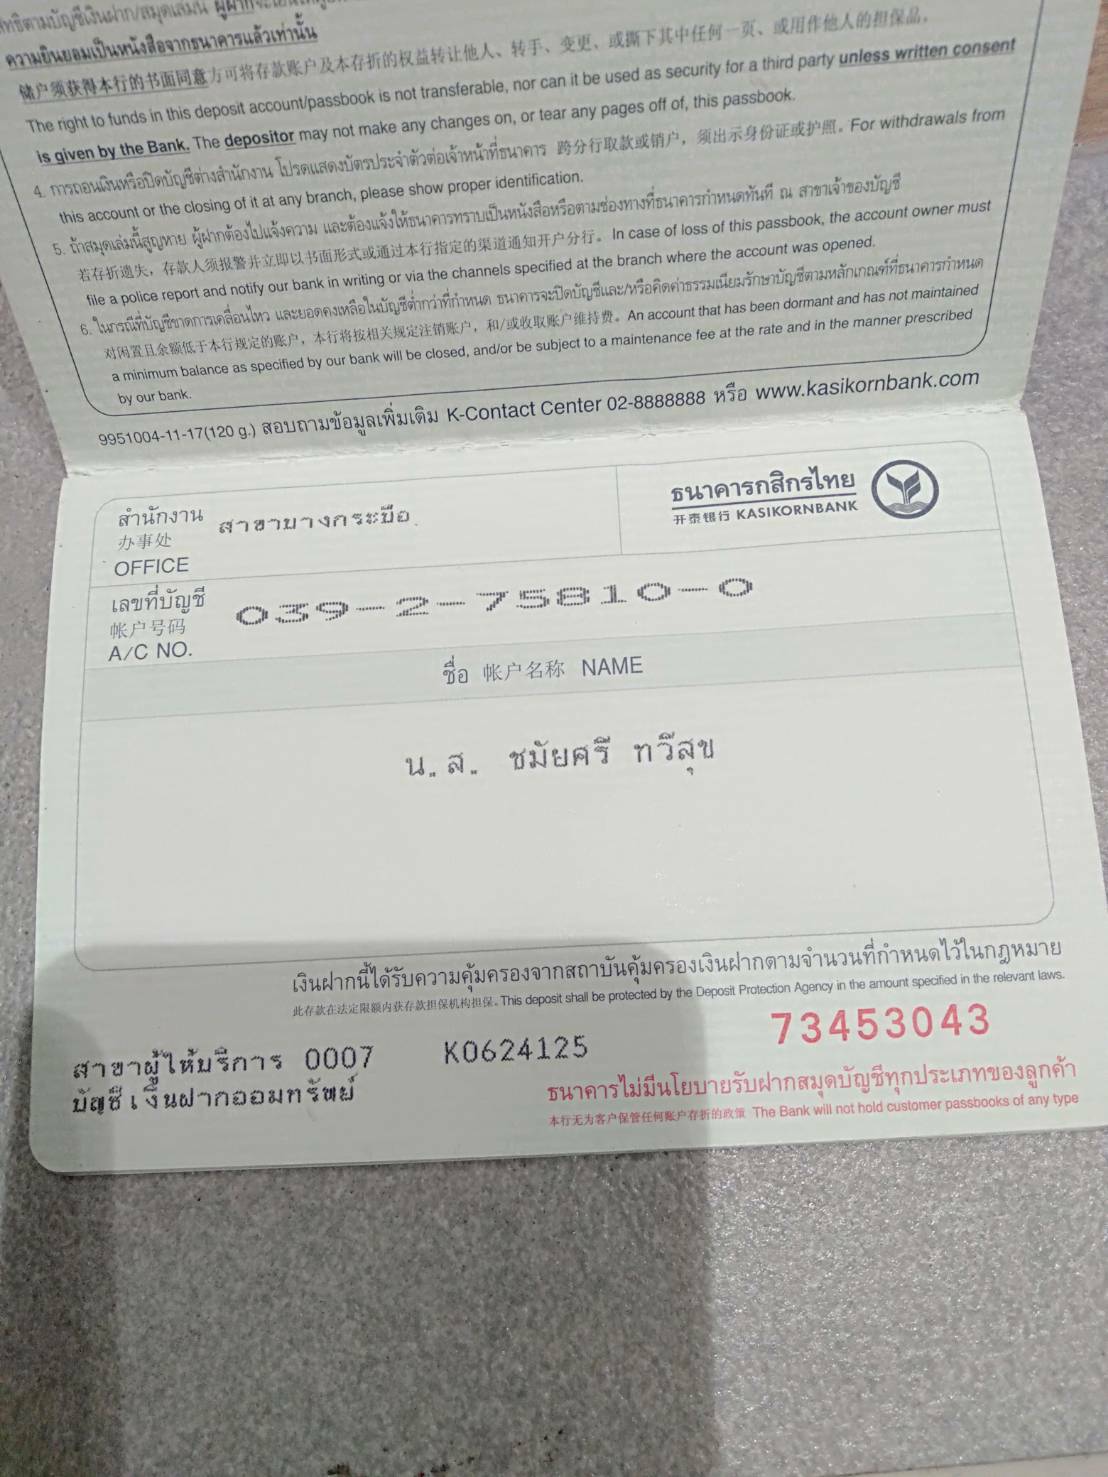 ความยินยอมเป็นหนังสือจากธนาคารแล้วเท่านั้น
储户须获得本行的书面同意方可将存款账户及本存折的权益转让他人、转手、变更、或撕下其中任何一页、或用作他人的担保品。
The right to funds in this deposit account/passbook is not transferable, nor can it be used as security for a third party unless written consent
is given by the Bank. The depositor may not make any changes on, or tear any pages off of, this passbook.
4. การถอนเงินหรือปิดบัญชีต่างสำนักงาน โปรดแสดงบัตรประจำตัวต่อเจ้าหน้าที่ธนาคาร 跨分行取款或销户，须出示身份证或护照。For withdrawals from
this account or the closing of it at any branch, please show proper identification.
5. ถ้าสมุดเล่มนี้สูญหาย ผู้ฝากต้องไปแจ้งความ และต้องแจ้งให้ธนาคารทราบเป็นหนังสือหรือตามช่องทางที่ธนาคารกำหนดทันที ณ สาขาเจ้าของบัญชี
若存折遗失，存款人须报警并立即以书面形式或通过本行指定的渠道通知开户分行。In case of loss of this passbook, the account owner must
file a police report and notify our bank in writing or via the channels specified at the branch where the account was opened.
6. ในกรณีที่บัญชีขาดการเคลื่อนไหว และยอดคงเหลือในบัญชีต่ำกว่าที่กำหนด ธนาคารจะปิดบัญชีและ/หรือคิดค่าธรรมเนียมรักษาบัญชีตามหลักเกณฑ์ที่ธนาคารกำหนด
对闲置且余额低于本行规定的账户，本行将按相关规定注销账户，和/或收取账户维持费。An account that has been dormant and has not maintained
a minimum balance as specified by our bank will be closed, and/or be subject to a maintenance fee at the rate and in the manner prescribed
by our bank.
9951004-11-17(120 g.) สอบถามข้อมูลเพิ่มเติม K-Contact Center 02-8888888 หรือ www.kasikornbank.com
สำนักงาน สาขาบางกระบือ
办事处
OFFICE
ธนาคารกสิกรไทย
开泰银行 KASIKORNBANK
เลขที่บัญชี 039-2-75810-0
帐户号码
A/C NO.
ชื่อ 帐户名称 NAME
น.ส. ชมัยศรี ทวีสุข
เงินฝากนี้ได้รับความคุ้มครองจากสถาบันคุ้มครองเงินฝากตามจำนวนที่กำหนดไว้ในกฎหมาย
此存款在法定限额内获存款担保机构担保。This deposit shall be protected by the Deposit Protection Agency in the amount specified in the relevant laws.
73453043
สาขาผู้ให้บริการ 0007 K0624125
บัญชีเงินฝากออมทรัพย์
ธนาคารไม่มีนโยบายรับฝากสมุดบัญชีทุกประเภทของลูกค้า
本行无为客户保管任何账户存折的政策 The Bank will not hold customer passbooks of any type